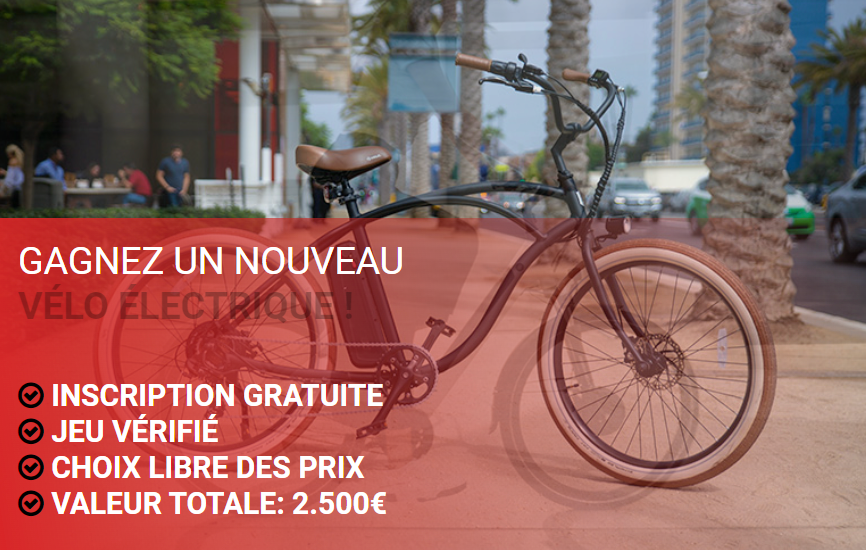 GAGNEZ UN NOUVEAU
VÉLO ÉLECTRIQUE !
INSCRIPTION GRATUITE
JEU VÉRIFIÉ
CHOIX LIBRE DES PRIX
VALEUR TOTALE: 2.500€